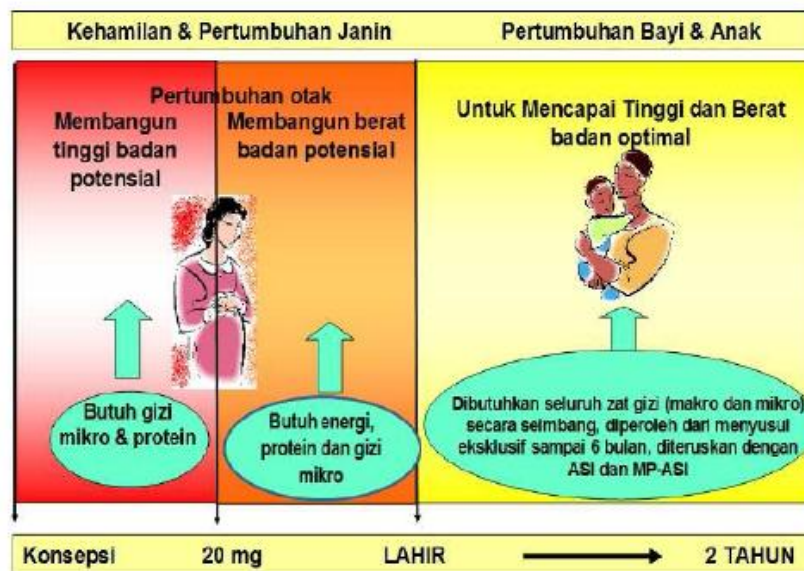 Kehamilan & Pertumbuhan Janin
Pertumbuhan Bayi & Anak
Pertumbuhan otak
Membangun
tinggi badan
potensial
Membangun berat
badan potensial
Untuk Mencapai Tinggi dan Berat
badan optimal
Butuh gizi
mikro & protein
Butuh energi,
protein dan gizi
mikro
Dibutuhkan seluruh zat gizi (makro dan mikro)
secara seimbang, diperoleh dari menyusui
eksklusif sampai 6 bulan, diteruskan dengan
ASI dan MP-ASI
Konsepsi
20 mg
LAHIR
2 TAHUN